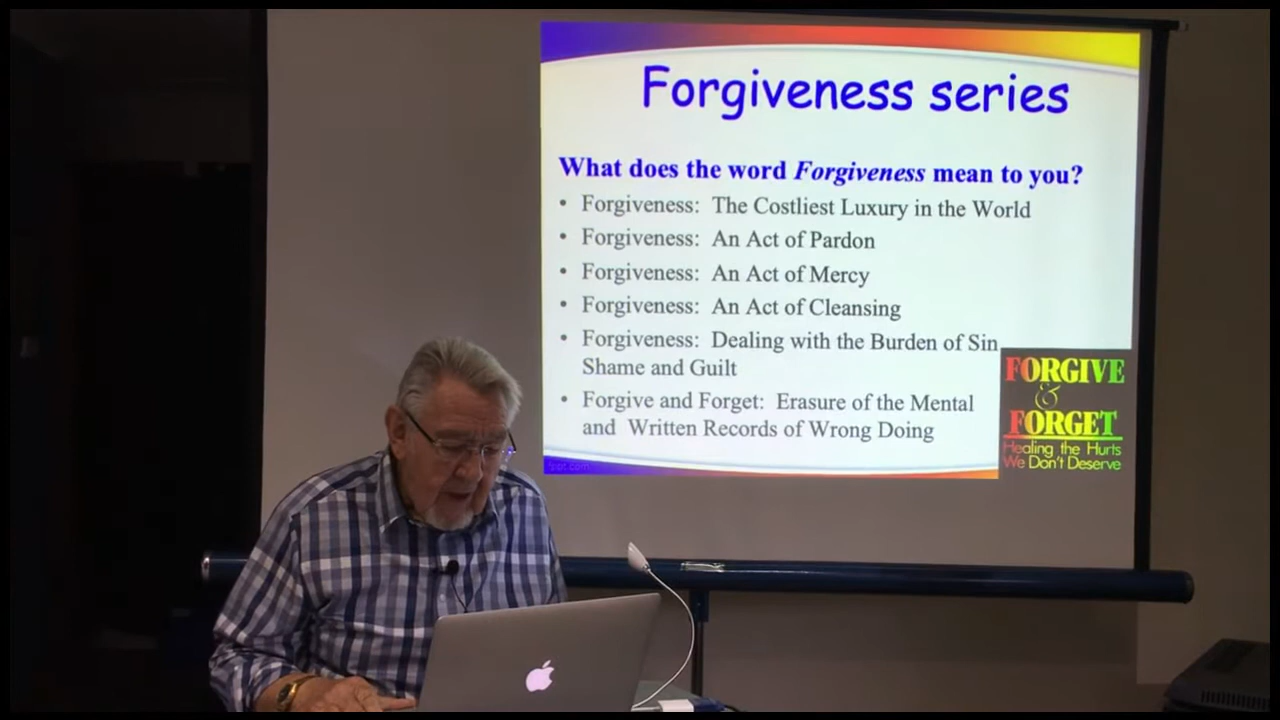 Forgiveness series
What does the word Forgiveness mean to you?
• Forgiveness: The Costliest Luxury in the World
• Forgiveness: An Act of Pardon
• Forgiveness: An Act of Mercy
• Forgiveness: An Act of Cleansing
• Forgiveness: Dealing with the Burden of Sin
Shame and Guilt
• Forgive and Forget: Erasure of the Mental
and Written Records of Wrong Doing
FORGIVE
&
FORGET
Healing the Hurts
We Don't Deserve